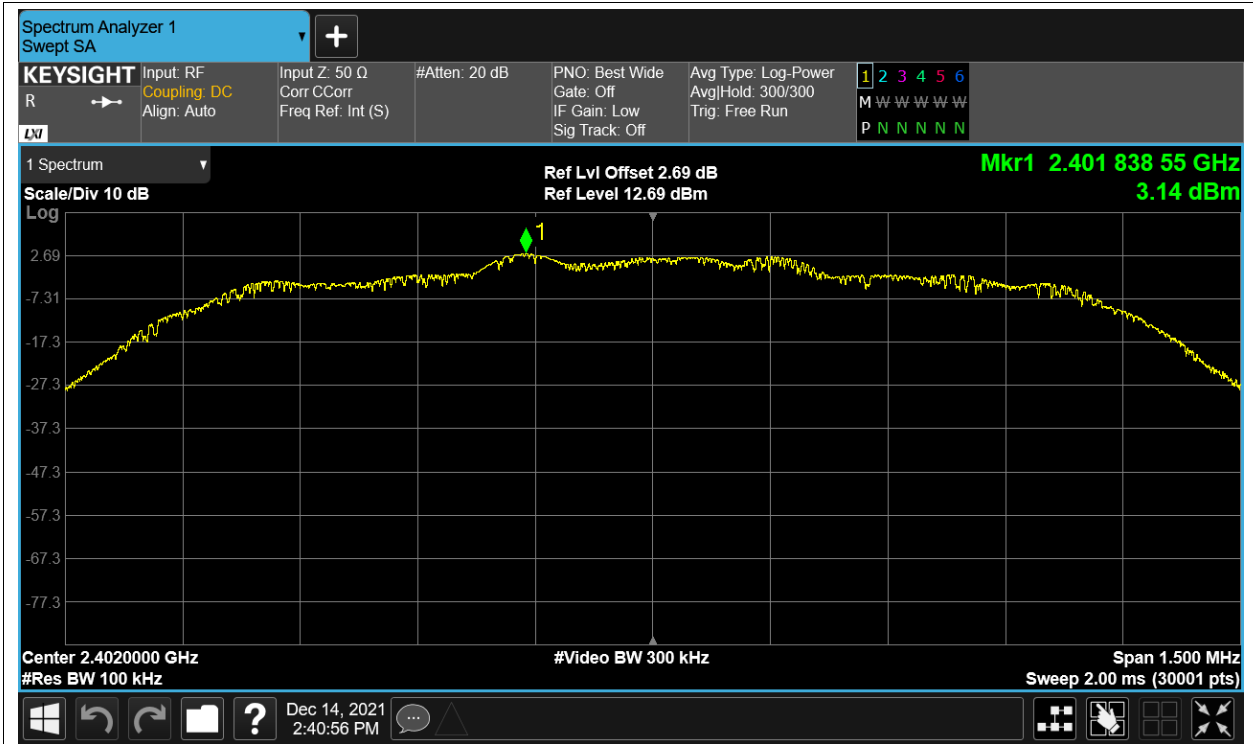 Spectrum Analyzer 1
Swept SA
+
KEYSIGHT
R
LXI
Input: RF
Coupling: DC
Align: Auto
Input Z: 50 Ω
Corr CCorr
Freq Ref: Int (S)
#Atten: 20 dB
PNO: Best Wide
Gate: Off
IF Gain: Low
Sig Track: Off
Avg Type: Log-Power
Avg|Hold: 300/300
Trig: Free Run
1 2 3 4 5 6
M W W W W W
P N N N N N
1 Spectrum
Scale/Div 10 dB
Log
Ref Lvl Offset 2.69 dB
Ref Level 12.69 dBm
Mkr1 2.401 838 55 GHz
3.14 dBm
1
2.69
-7.31
-17.3
-27.3
-37.3
-47.3
-57.3
-67.3
-77.3
Center 2.4020000 GHz
#Video BW 300 kHz
Span 1.500 MHz
#Res BW 100 kHz
Sweep 2.00 ms (30001 pts)
?
Dec 14, 2021
2:40:56 PM